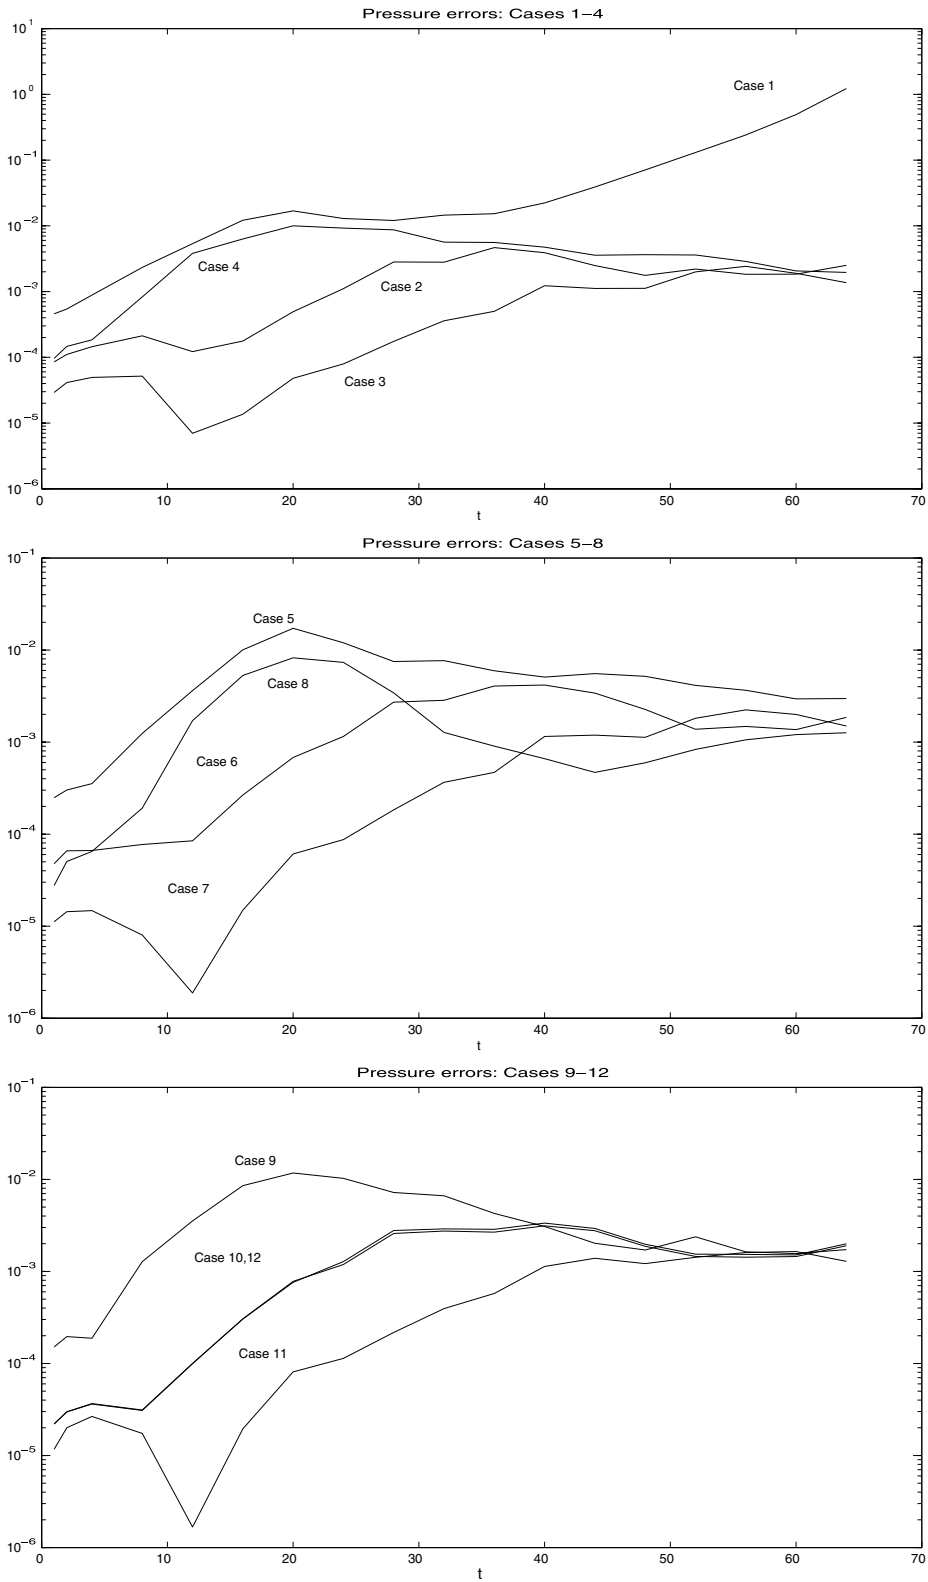 Pressure errors: Cases 1−4
10^1
10^0
10^−1
10^−2
10^−3
10^−4
10^−5
10^−6
Case 1
Case 4
Case 2
Case 3
0 10 20 30 40 50 60 70
t
Pressure errors: Cases 5−8
10^−1
10^−2
10^−3
10^−4
10^−5
10^−6
Case 5
Case 8
Case 6
Case 7
0 10 20 30 40 50 60 70
t
Pressure errors: Cases 9−12
10^−1
10^−2
10^−3
10^−4
10^−5
10^−6
Case 9
Case 10,12
Case 11
0 10 20 30 40 50 60 70
t